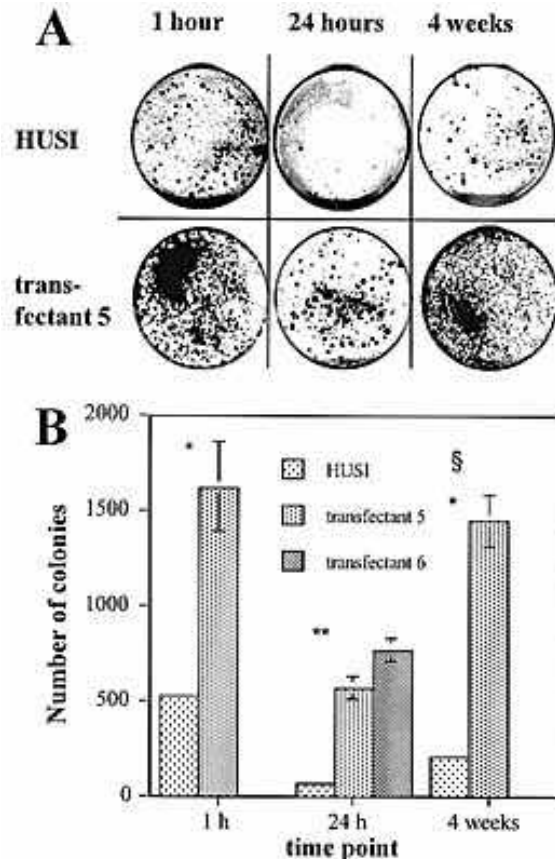 A
1 hour 24 hours 4 weeks
HUSI
trans-
fectant 5
B
2000
1500
1000
500
0
Number of colonies
*
§
*
**
HUSI
transfectant 5
transfectant 6
1 h 24 h 4 weeks
time point